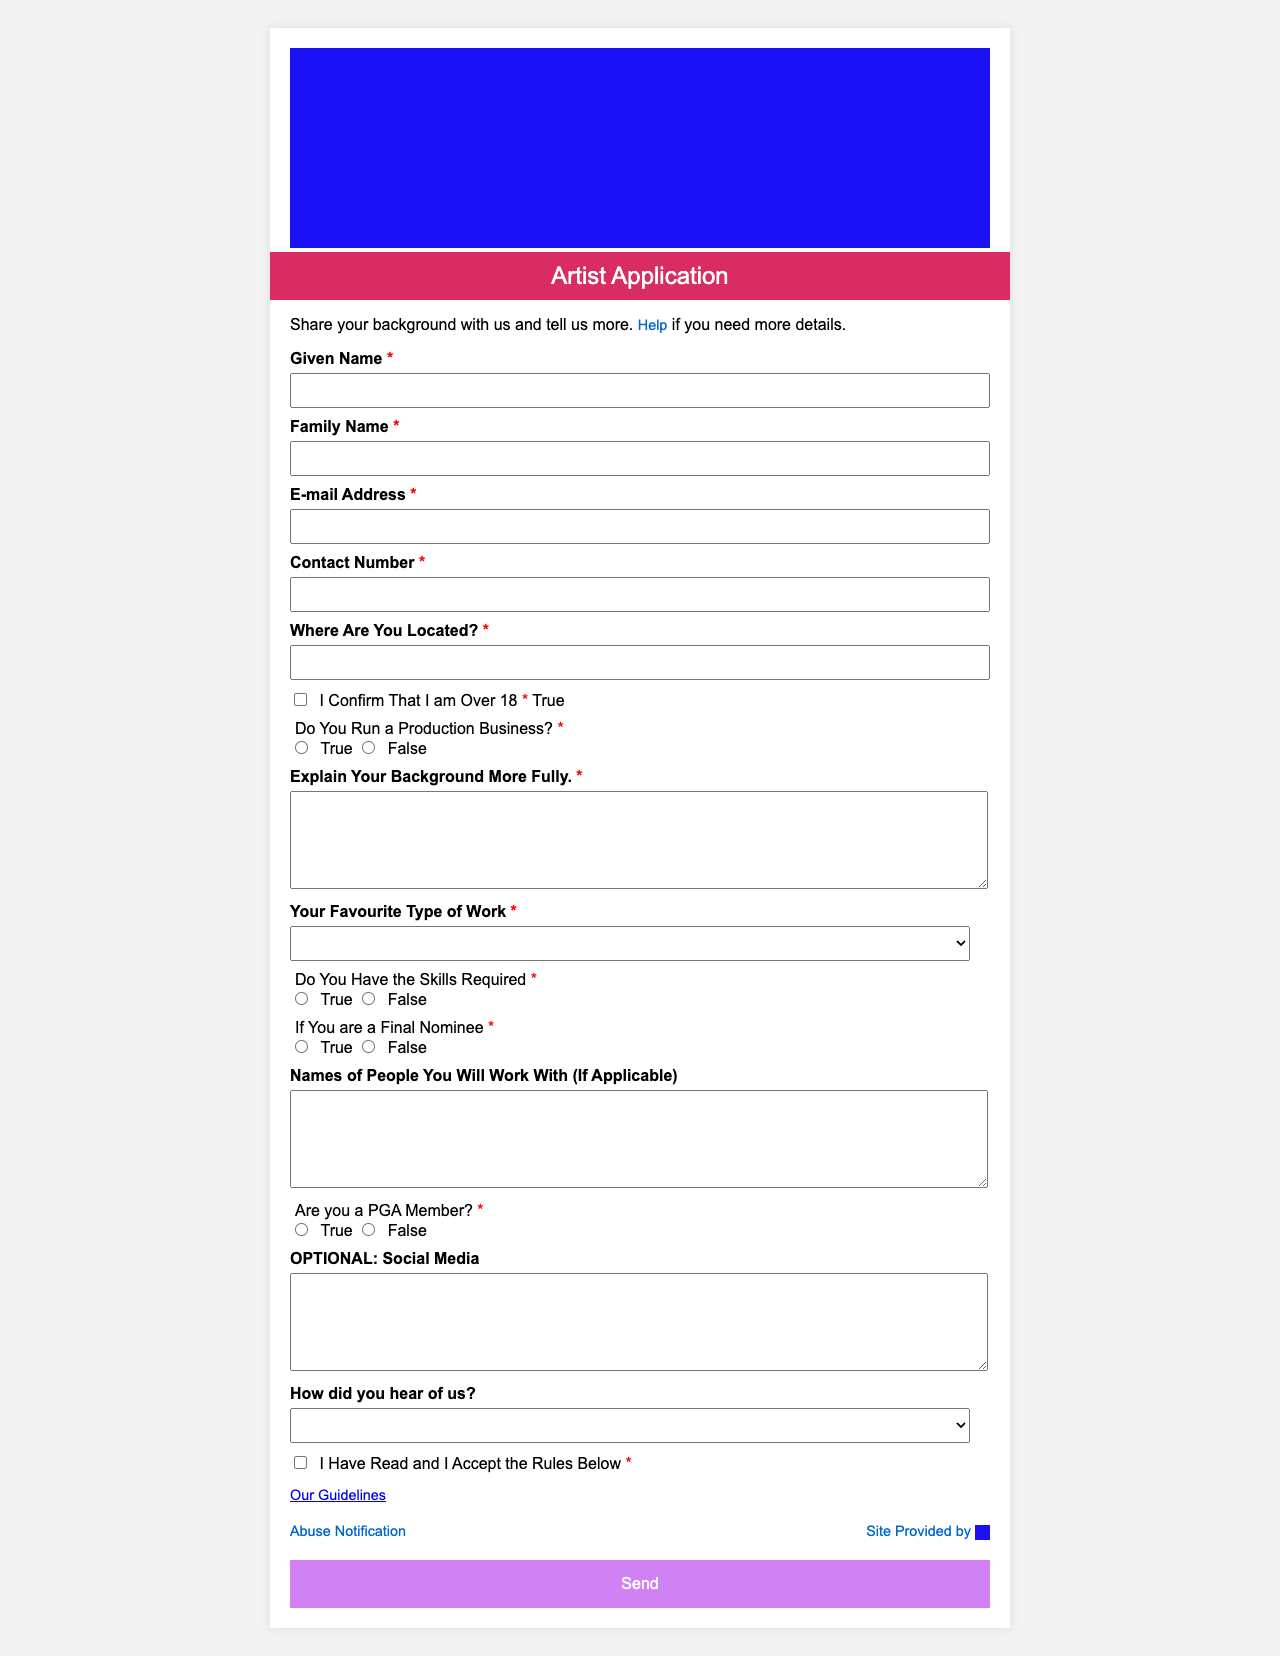 Artist Application
Share your background with us and tell us more. Help if you need more details.
Given Name *
Family Name *
E-mail Address *
Contact Number *
Where Are You Located? *
I Confirm That I am Over 18 * True
Do You Run a Production Business? *
True False
Explain Your Background More Fully. *
Your Favourite Type of Work *
Do You Have the Skills Required *
True False
If You are a Final Nominee *
True False
Names of People You Will Work With (If Applicable)
Are you a PGA Member? *
True False
OPTIONAL: Social Media
How did you hear of us?
I Have Read and I Accept the Rules Below *
Our Guidelines
Abuse Notification Site Provided by
Send